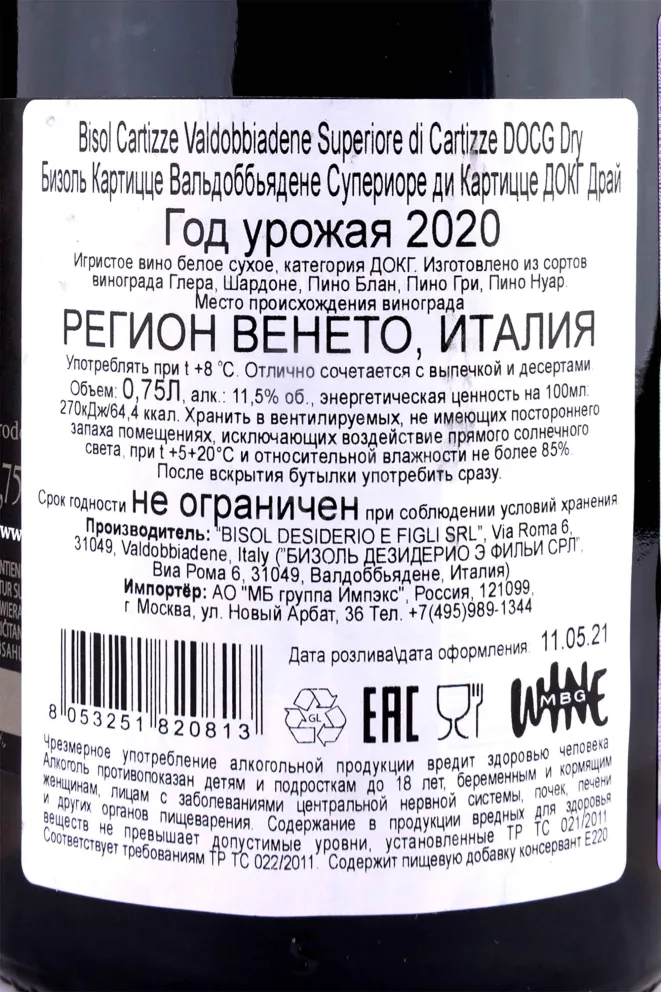 Bisol Cartizze Valdobbiadene Superiore di Cartizze DOCG Dry
Бизоль Картицце Вальдоббьядене Супериоре ди Картицце ДОКГ Драй
Год урожая 2020
Игристое вино белое сухое, категория ДОКГ. Изготовлено из сортов
винограда Глера, Шардоне, Пино Блан, Пино Гри, Пино Нуар.
Место происхождения винограда
РЕГИОН ВЕНЕТО, ИТАЛИЯ
Употреблять при t +8 °С. Отлично сочетается с выпечкой и десертами.
Объем: 0,75Л, алк.: 11,5% об., энергетическая ценность на 100мл:
270кДж/64,4 ккал. Хранить в вентилируемых, не имеющих постороннего
запаха помещениях, исключающих воздействие прямого солнечного
света, при t +5+20°С и относительной влажности не более 85%.
После вскрытия бутылки употребить сразу.
Срок годности не ограничен при соблюдении условий хранения
Производитель: "BISOL DESIDERIO E FIGLI SRL", Via Roma 6,
31049, Valdobbiadene, Italy ("БИЗОЛЬ ДЕЗИДЕРИО Э ФИЛЬИ СРЛ",
Виа Рома 6, 31049, Валдоббьядене, Италия)
Импортёр: АО "МБ группа Импэкс", Россия, 121099,
г Москва, ул. Новый Арбат, 36 Тел. +7(495)989-1344
Дата розлива\дата оформления: 11.05.21
8 053251 820813
GL
EAC
WINE
MBG
Чрезмерное употребление алкогольной продукции вредит здоровью человека
Алкоголь противопоказан детям и подросткам до 18 лет, беременным и кормящим
женщинам, лицам с заболеваниями центральной нервной системы, почек, печени
и других органов пищеварения. Содержание в продукции вредных для здоровья
веществ не превышает допустимые уровни, установленные ТР ТС 021/2011
Соответствует требованиям ТР ТС 022/2011. Содержит пищевую добавку консервант Е220